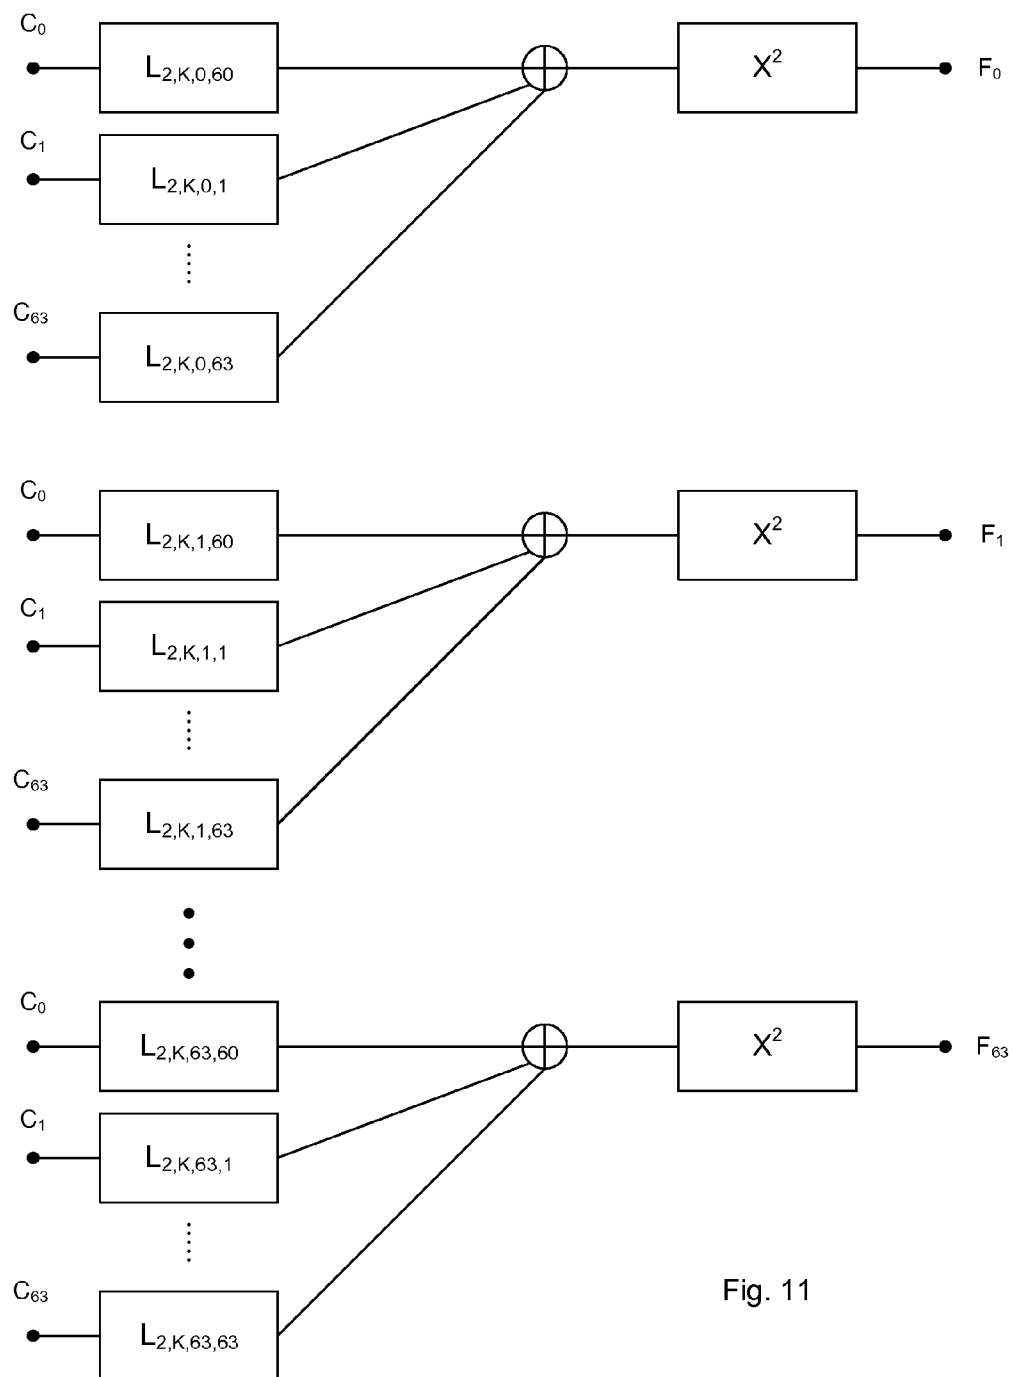 C0
L2,K,0,60
X2
F0
C1
L2,K,0,1
C63
L2,K,0,63
C0
L2,K,1,60
X2
F1
C1
L2,K,1,1
C63
L2,K,1,63
C0
L2,K,63,60
X2
F63
C1
L2,K,63,1
C63
L2,K,63,63
Fig. 11